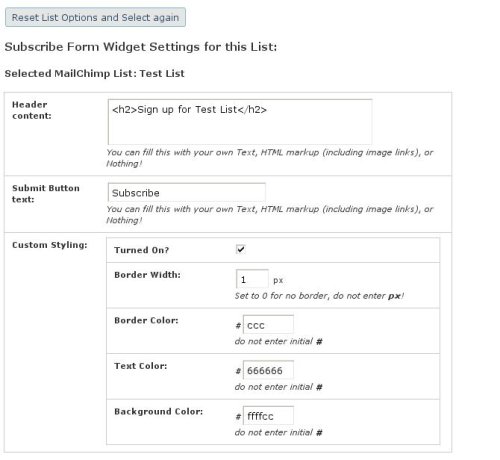 Reset List Options and Select again
Subscribe Form Widget Settings for this List:
Selected MailChimp List: Test List
Header content:
<h2>Sign up for Test List</h2>
You can fill this with your own Text, HTML markup (including image links), or
Nothing!
Submit Button text:
Subscribe
You can fill this with your own Text, HTML markup (including image links), or
Nothing!
Custom Styling:
Turned On?
Border Width:
1 px
Set to 0 for no border, do not enter px!
Border Color:
# ccc
do not enter initial #
Text Color:
# 666666
do not enter initial #
Background Color:
# ffffcc
do not enter initial #